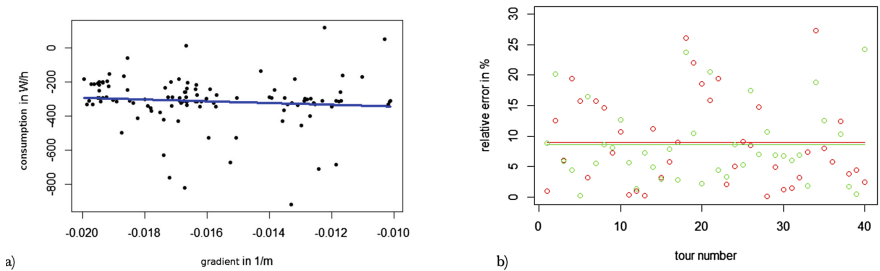 0
-200
-400
-600
-800
consumption in W/h
-0.020 -0.018 -0.016 -0.014 -0.012 -0.010
gradient in 1/m
a)
30
25
20
15
10
5
0
relative error in %
0 10 20 30 40
tour number
b)